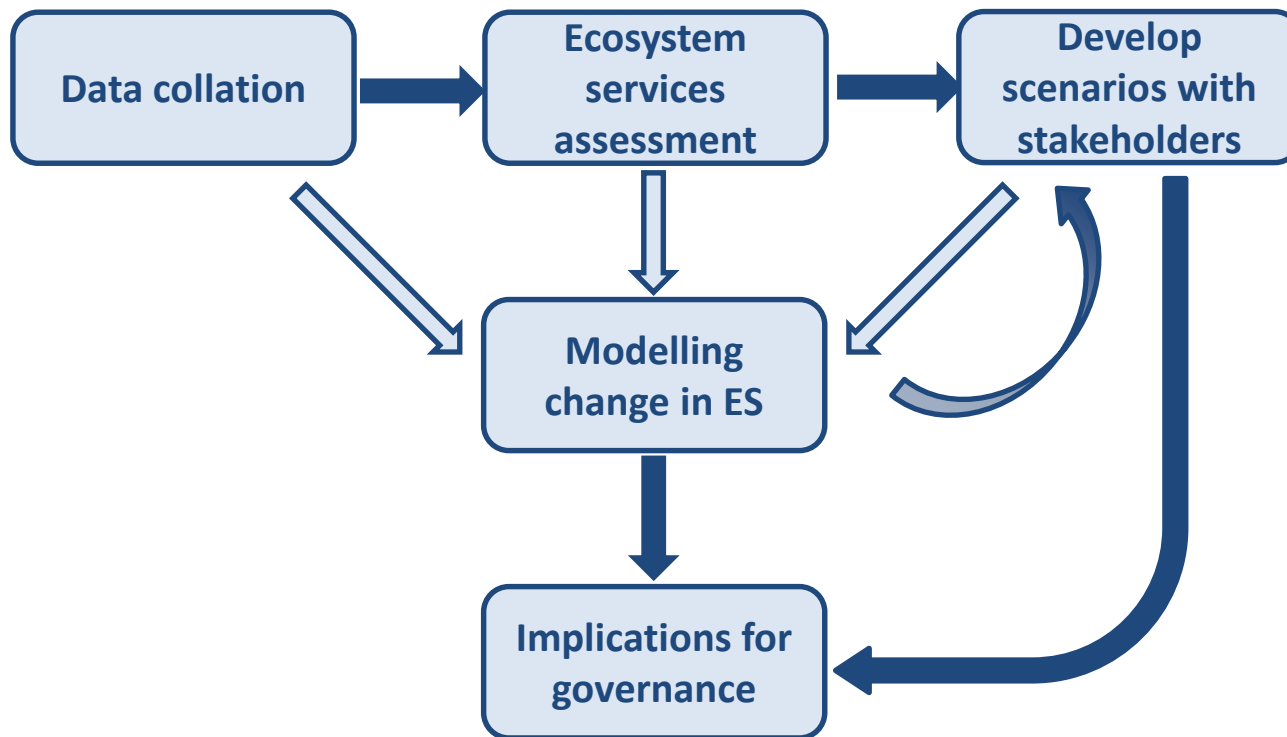 Data collation
Ecosystem
services
assessment
Develop
scenarios with
stakeholders
Modelling
change in ES
Implications for
governance